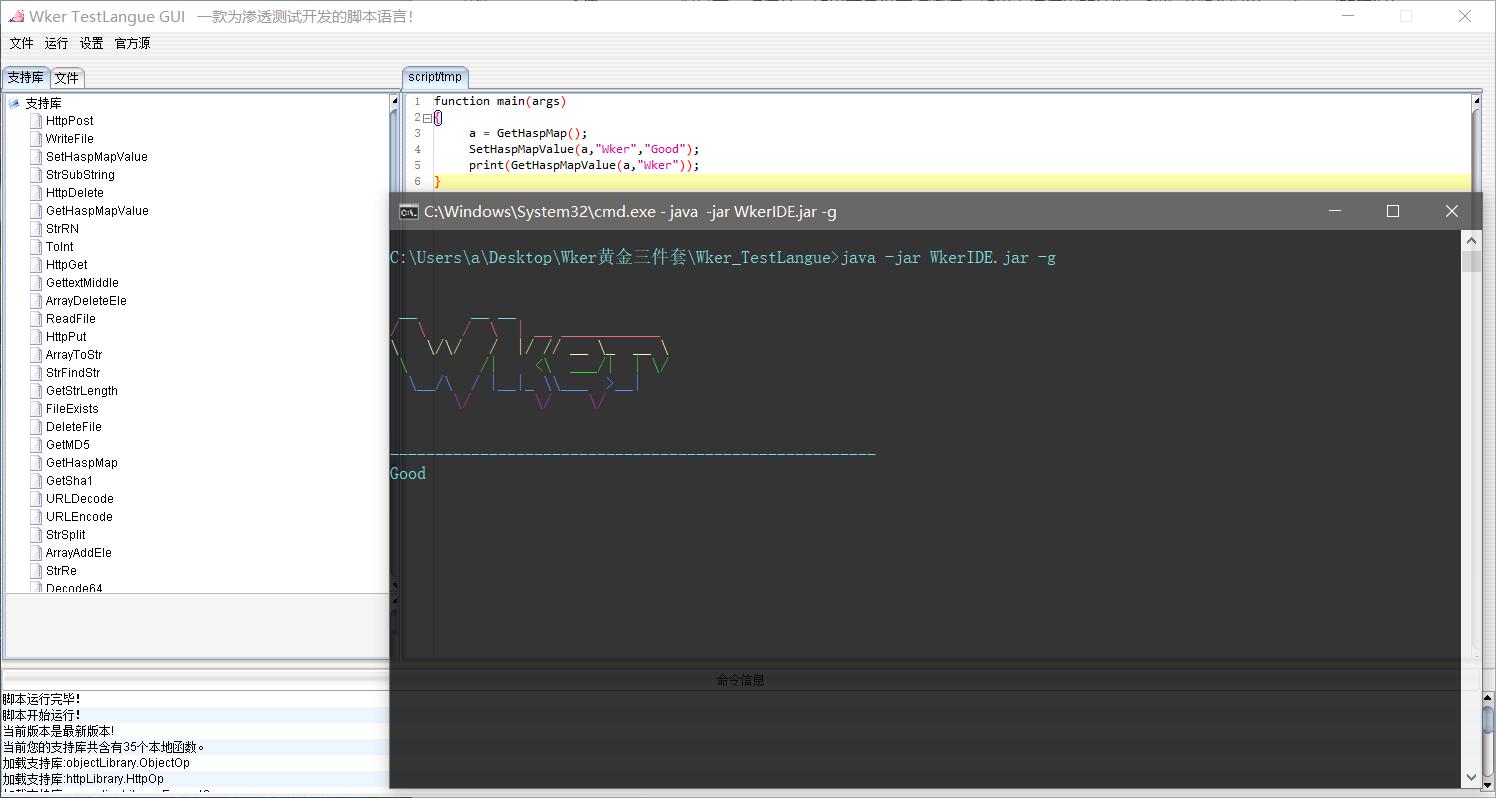 Wker TestLangue GUI 一款为渗透测试开发的脚本语言!
文件 运行 设置 官方源
支持库 文件
支持库
HttpPost
WriteFile
SetHaspMapValue
StrSubString
HttpDelete
GetHaspMapValue
StrRN
ToInt
HttpGet
GettextMiddle
ArrayDeleteEle
ReadFile
HttpPut
ArrayToStr
StrFindStr
GetStrLength
FileExists
DeleteFile
GetMD5
GetHaspMap
GetSha1
URLDecode
URLEncode
StrSplit
ArrayAddEle
StrRe
Decode64
script/tmp
1 function main(args)
2 {
3 a = GetHaspMap();
4 SetHaspMapValue(a,"Wker","Good");
5 print(GetHaspMapValue(a,"Wker"));
6 }
C:\Windows\System32\cmd.exe - java -jar WkerIDE.jar -g
C:\Users\a\Desktop\Wker黄金三件套\Wker_TestLangue>java -jar WkerIDE.jar -g
Wker
Good
命令信息
脚本运行完毕!
脚本开始运行!
当前版本是最新版本!
当前您的支持库共含有35个本地函数。
加载支持库:objectLibrary.ObjectOp
加载支持库:httpLibrary.HttpOp